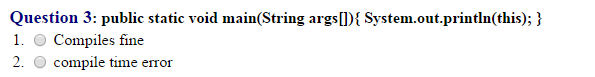 Question 3: public static void main(String args[]){ System.out.println(this); }
1. Compiles fine
2. compile time error